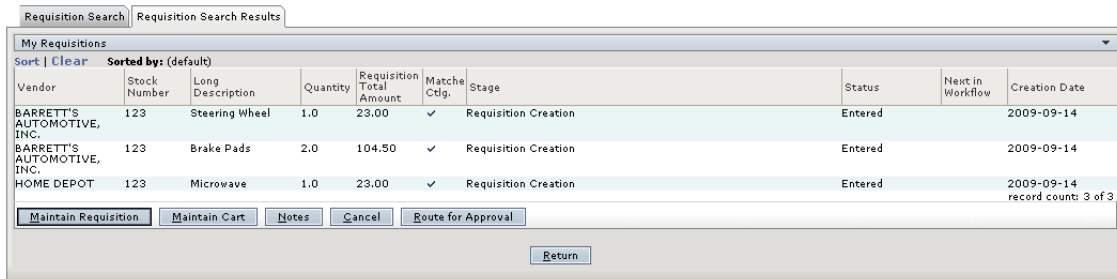 Requisition Search Requisition Search Results
My Requisitions
Sort | Clear Sorted by: (default)
Vendor Stock Number Long Description Quantity Requisition Total Amount Matche Ctlg. Stage Status Next in Workflow Creation Date
BARRETT'S AUTOMOTIVE, INC. 123 Steering Wheel 1.0 23.00 ✓ Requisition Creation Entered 2009-09-14
BARRETT'S AUTOMOTIVE, INC. 123 Brake Pads 2.0 104.50 ✓ Requisition Creation Entered 2009-09-14
HOME DEPOT 123 Microwave 1.0 23.00 ✓ Requisition Creation Entered 2009-09-14
record count: 3 of 3
Maintain Requisition Maintain Cart Notes Cancel Route for Approval
Return